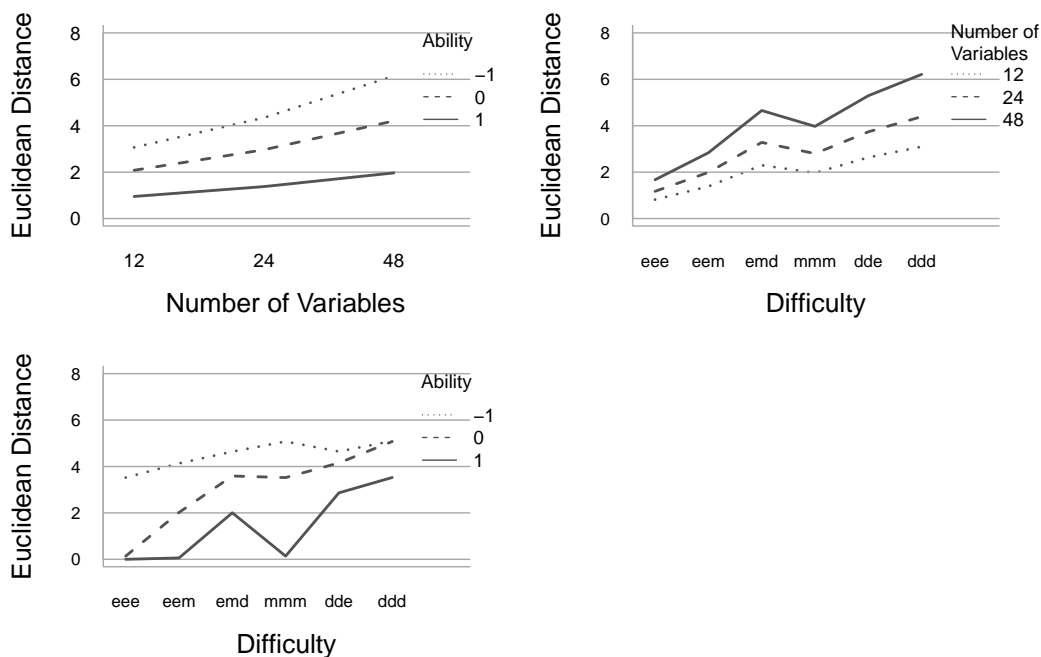 Euclidean Distance
8
6
4
2
0
12
24
48
Number of Variables
Ability
−1
0
1
Euclidean Distance
8
6
4
2
0
eee
eem
emd
mmm
dde
ddd
Difficulty
Number of
Variables
12
24
48
Euclidean Distance
8
6
4
2
0
eee
eem
emd
mmm
dde
ddd
Difficulty
Ability
−1
0
1